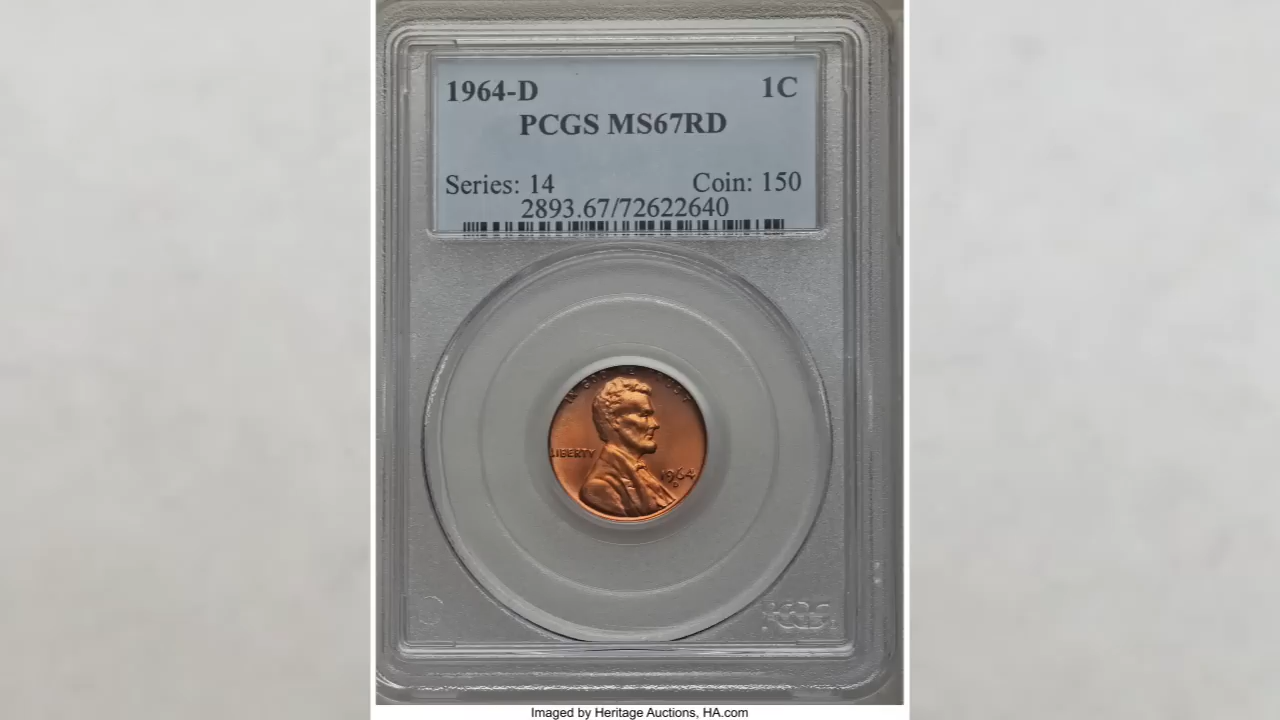 1964-D 1C
PCGS MS67RD
Series: 14 Coin: 150
2893.67/72622640
LIBERTY
1964
D
PCGS
Imaged by Heritage Auctions, HA.com